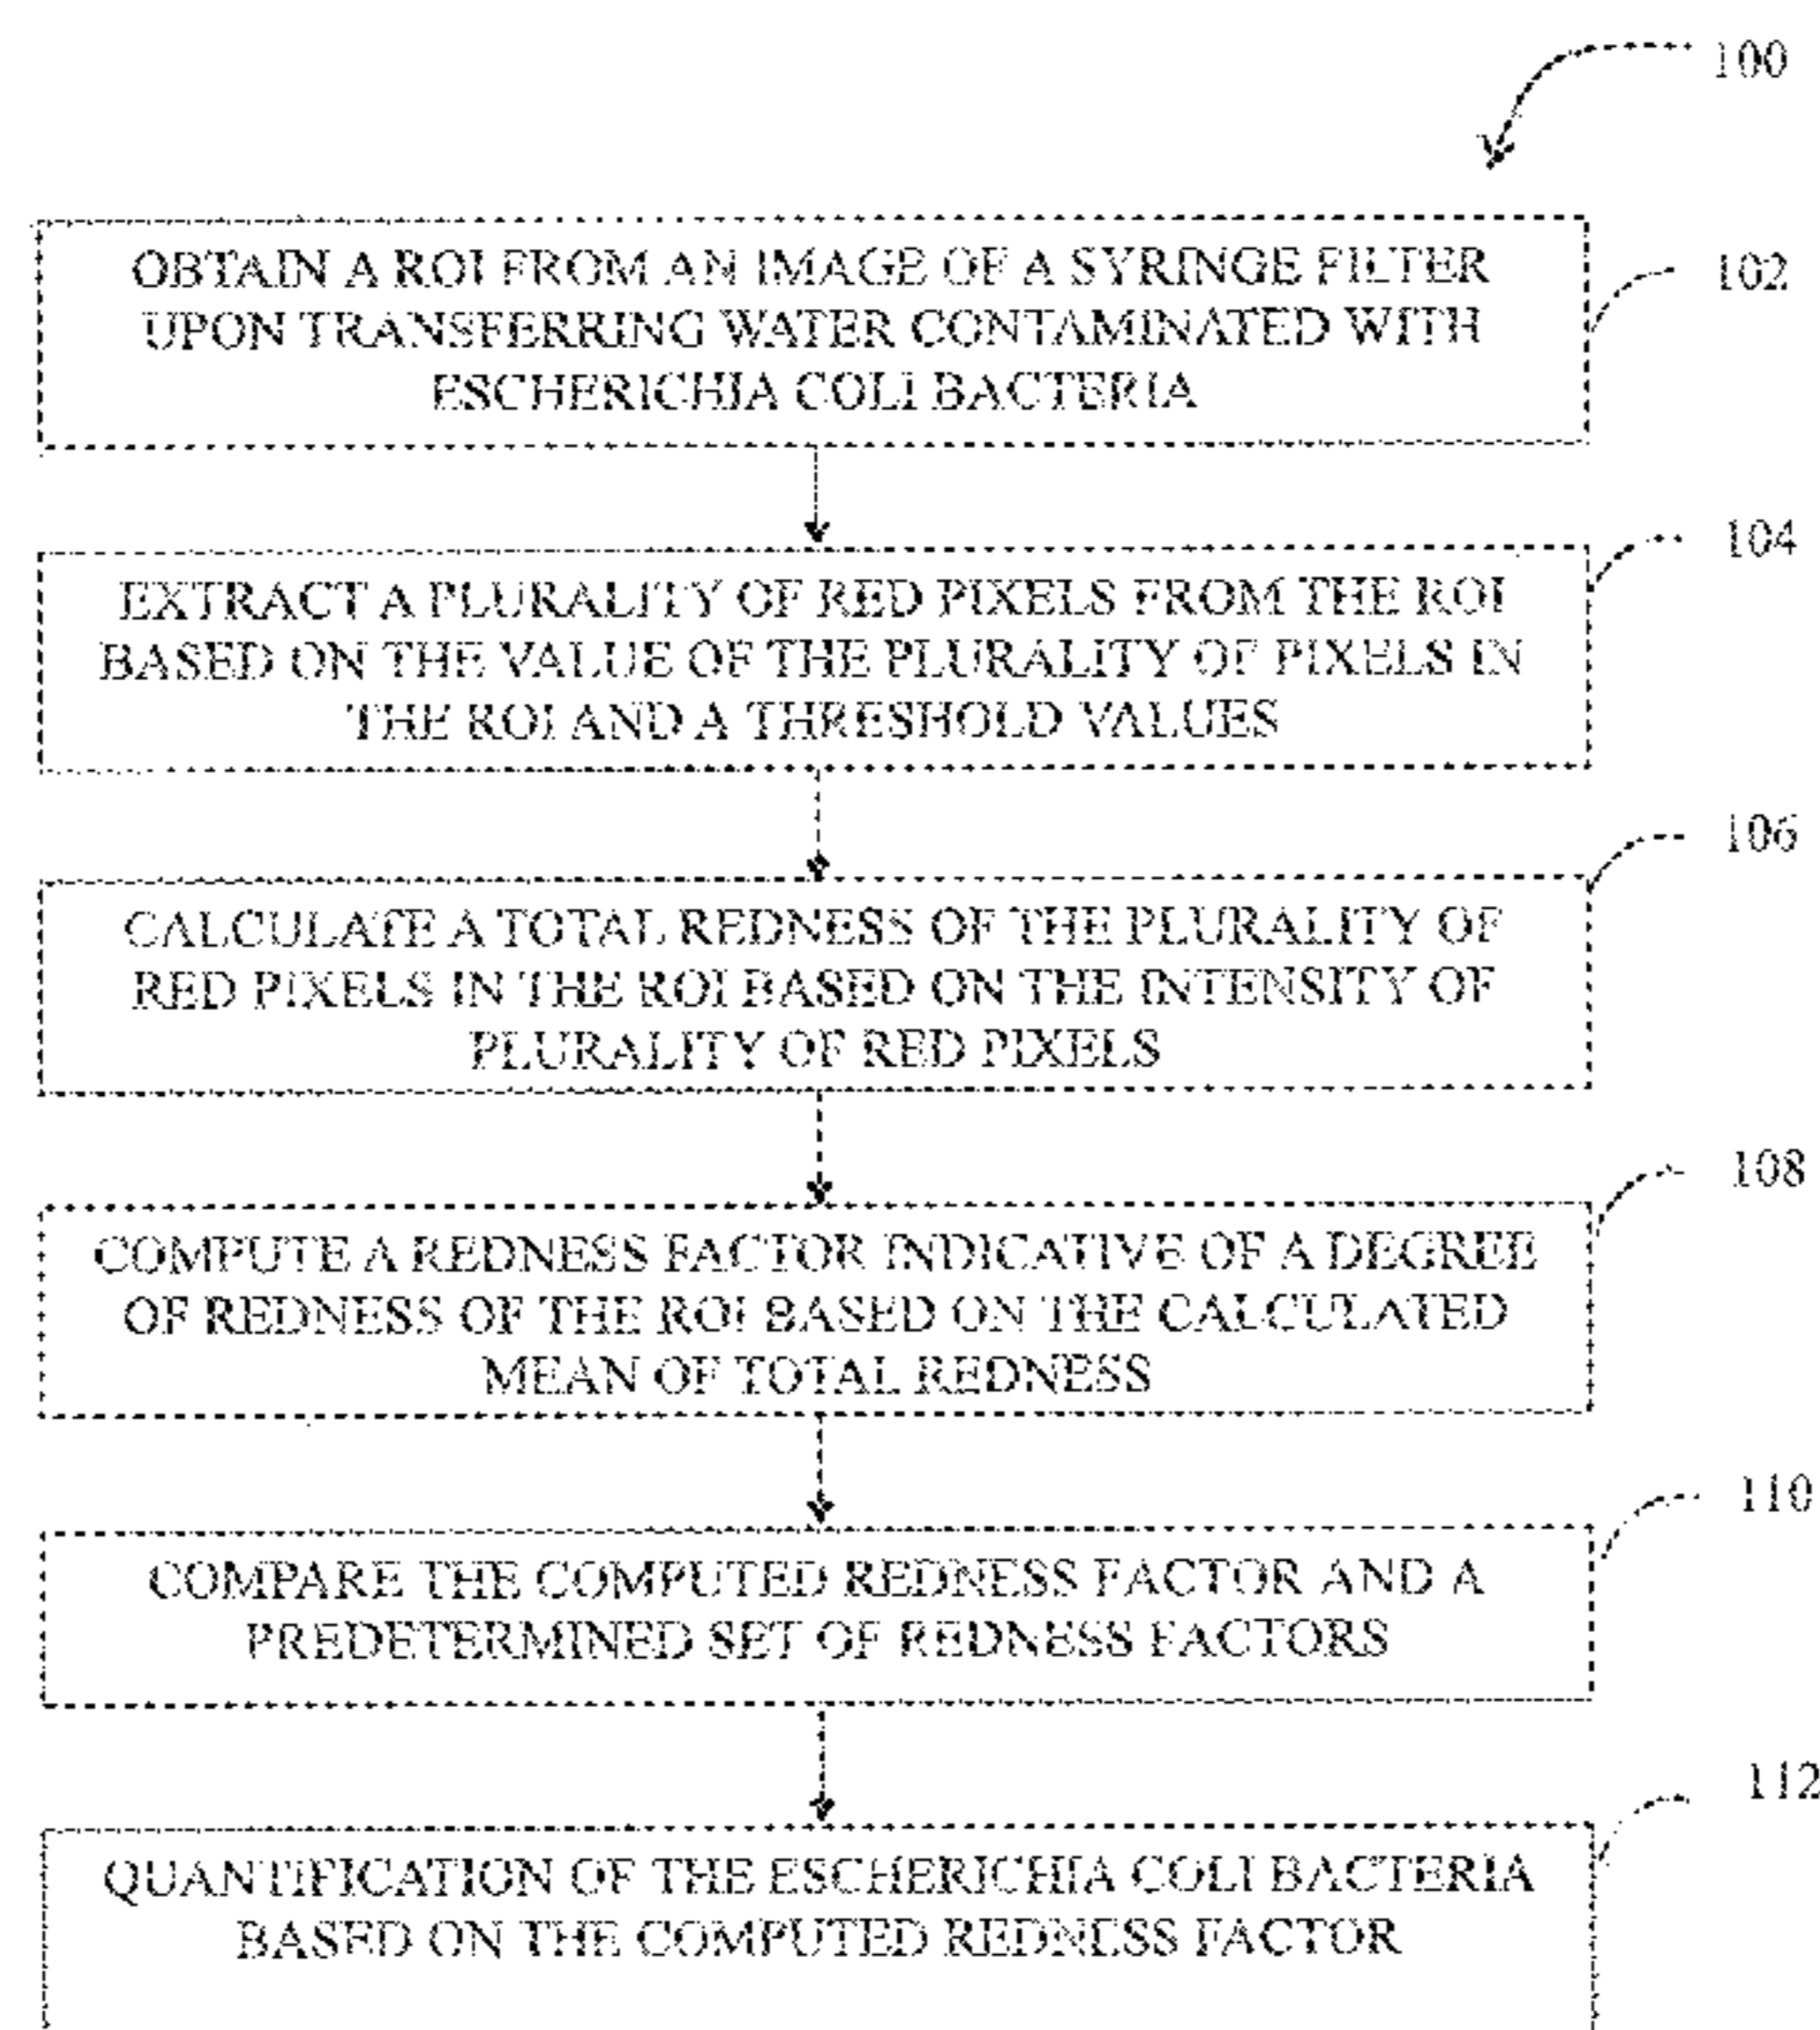 100
OBTAIN A ROI FROM AN IMAGE OF A SYRINGE FILTER
UPON TRANSFERRING WATER CONTAMINATED WITH
ESCHERICHIA COLI BACTERIA
102
EXTRACT A PLURALITY OF RED PIXELS FROM THE ROI
BASED ON THE VALUE OF THE PLURALITY OF PIXELS IN
THE ROI AND A THRESHOLD VALUES
104
CALCULATE A TOTAL REDNESS OF THE PLURALITY OF
RED PIXELS IN THE ROI BASED ON THE INTENSITY OF
PLURALITY OF RED PIXELS
106
COMPUTE A REDNESS FACTOR INDICATIVE OF A DEGREE
OF REDNESS OF THE ROI BASED ON THE CALCULATED
MEAN OF TOTAL REDNESS
108
COMPARE THE COMPUTED REDNESS FACTOR AND A
PREDETERMINED SET OF REDNESS FACTORS
110
QUANTIFICATION OF THE ESCHERICHIA COLI BACTERIA
BASED ON THE COMPUTED REDNESS FACTOR
112